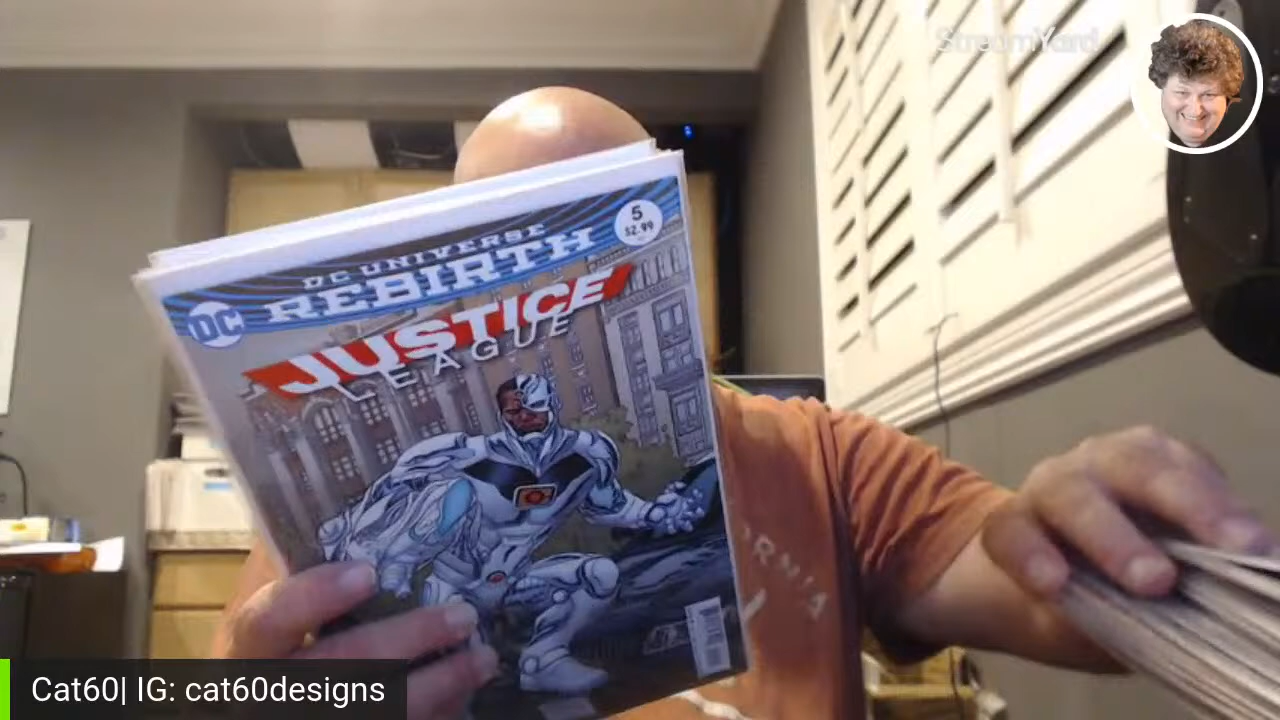 StreamYard
5
$2.99
DC UNIVERSE
REBIRTH
DC
JUSTICE
LEAGUE
Cat60| IG: cat60designs